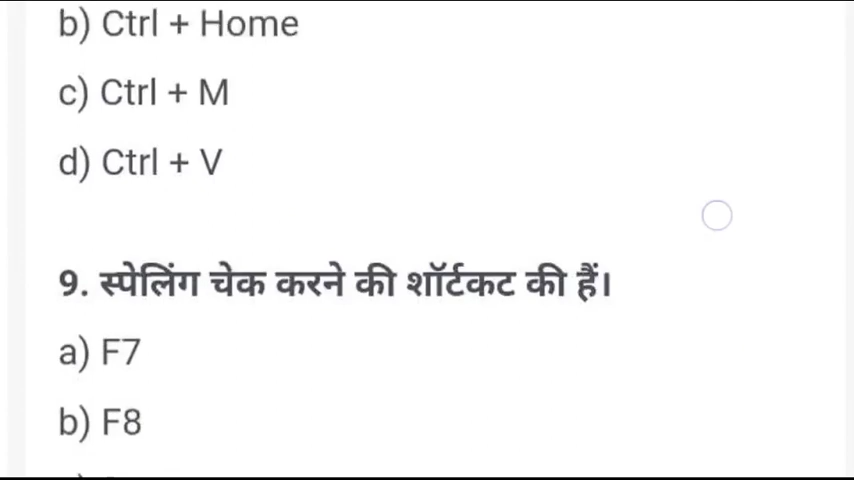 b) Ctrl + Home
c) Ctrl + M
d) Ctrl + V
9. स्पेलिंग चेक करने की शॉर्टकट की हैं।
a) F7
b) F8